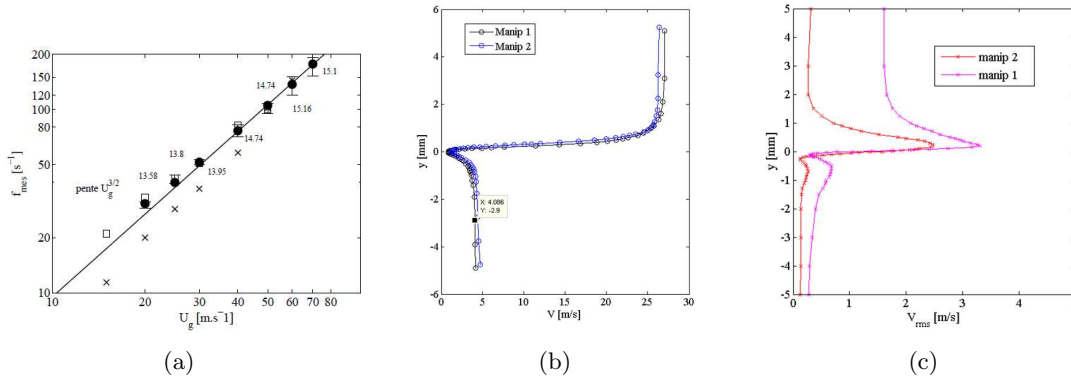 200
150
120
100
80
50
20
10
f_mes [s⁻¹]
14.74
15.1
15.16
13.8
14.74
13.58
13.95
pente U_g^3/2
10 20 30 40 50 60 70 80
U_g [m.s⁻1]
(a)
Manip 1
Manip 2
6
4
2
0
-2
-4
-6
y [mm]
X: 4.086
Y: -2.9
0 5 10 15 20 25 30
V [m/s]
(b)
manip 2
manip 1
5
4
3
2
1
0
-1
-2
-3
-4
-5
y [mm]
0 1 2 3 4
V_rms [m/s]
(c)